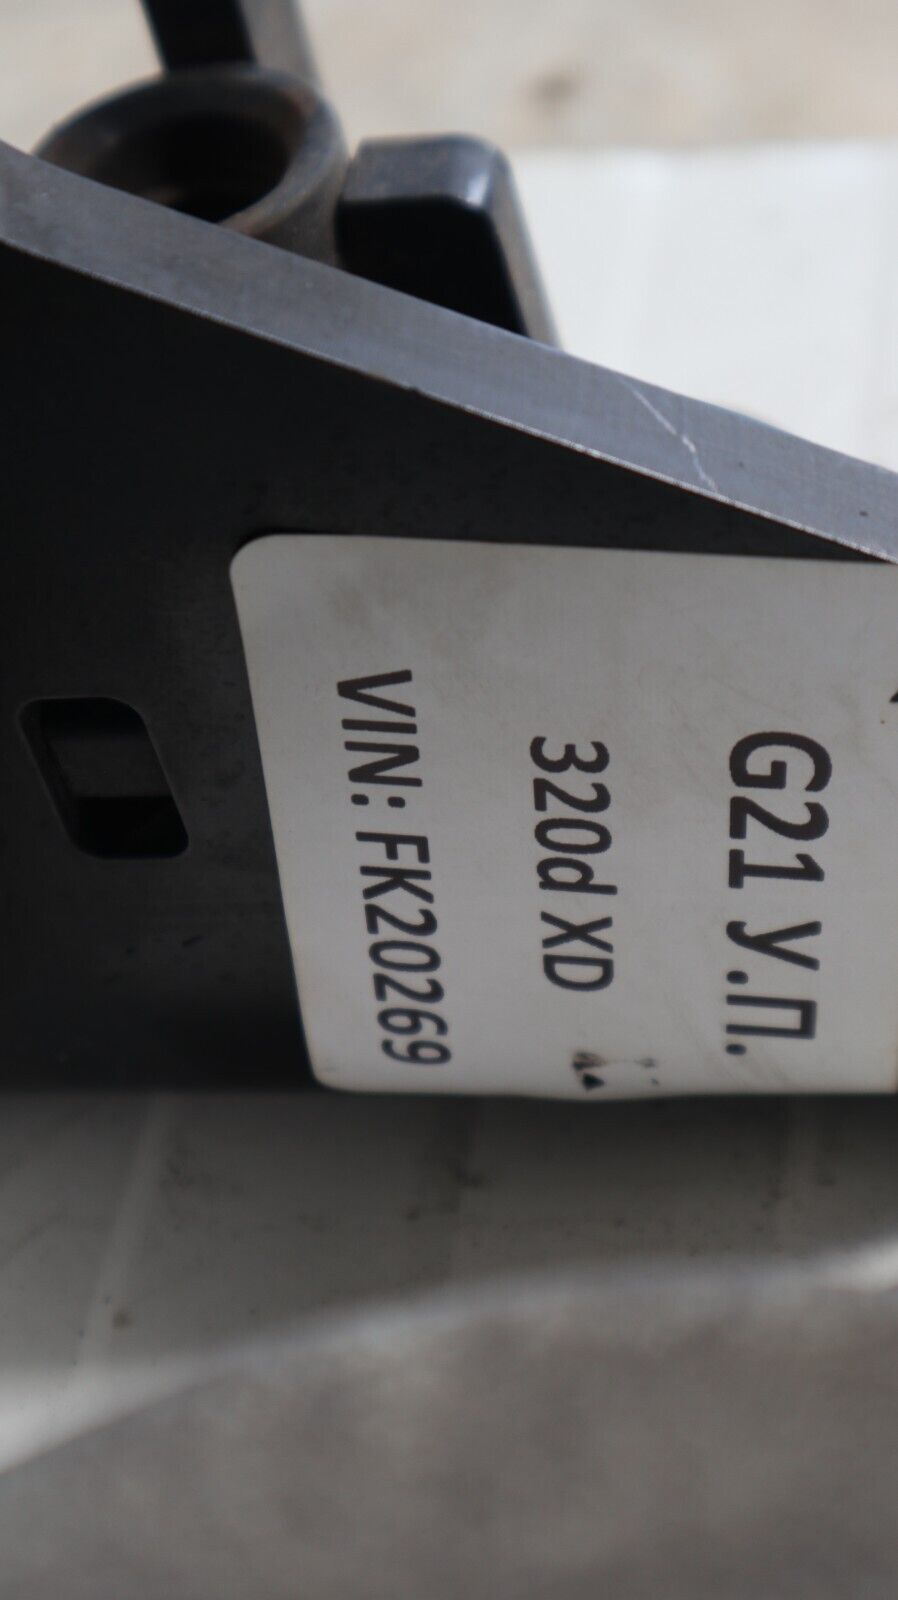 G21 У.П.
320d XD
VIN: FK20269